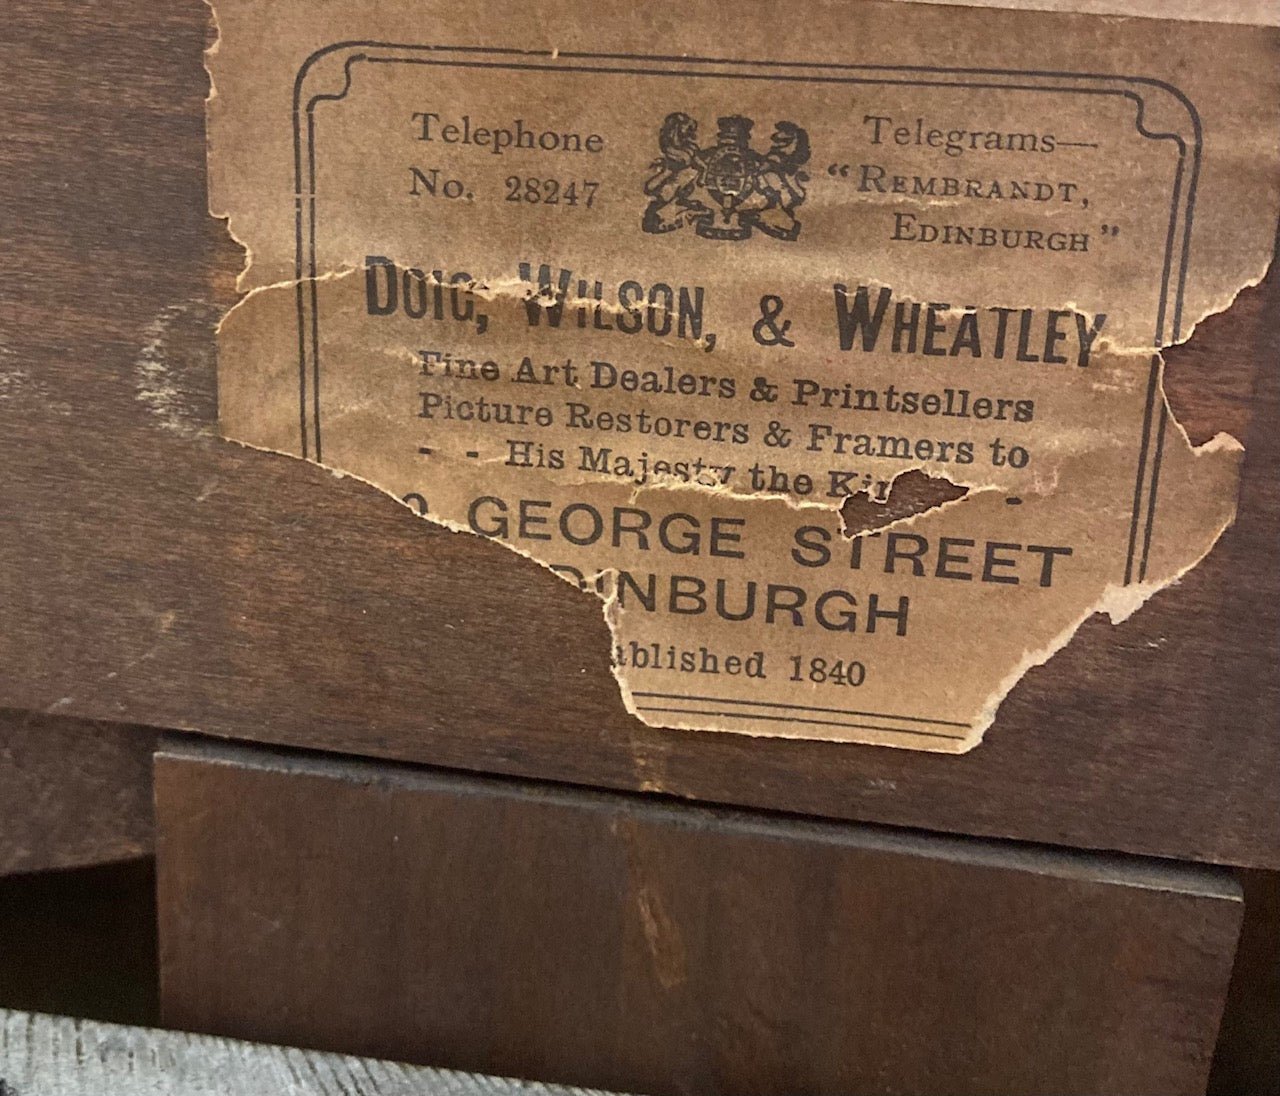 Telephone
No. 28247
Telegrams—
"REMBRANDT,
EDINBURGH"
DOIG, WILSON, & WHEATLEY
Fine Art Dealers & Printsellers
Picture Restorers & Framers to
- - His Majesty the -
GEORGE STREET
DINBURGH
ablished 1840